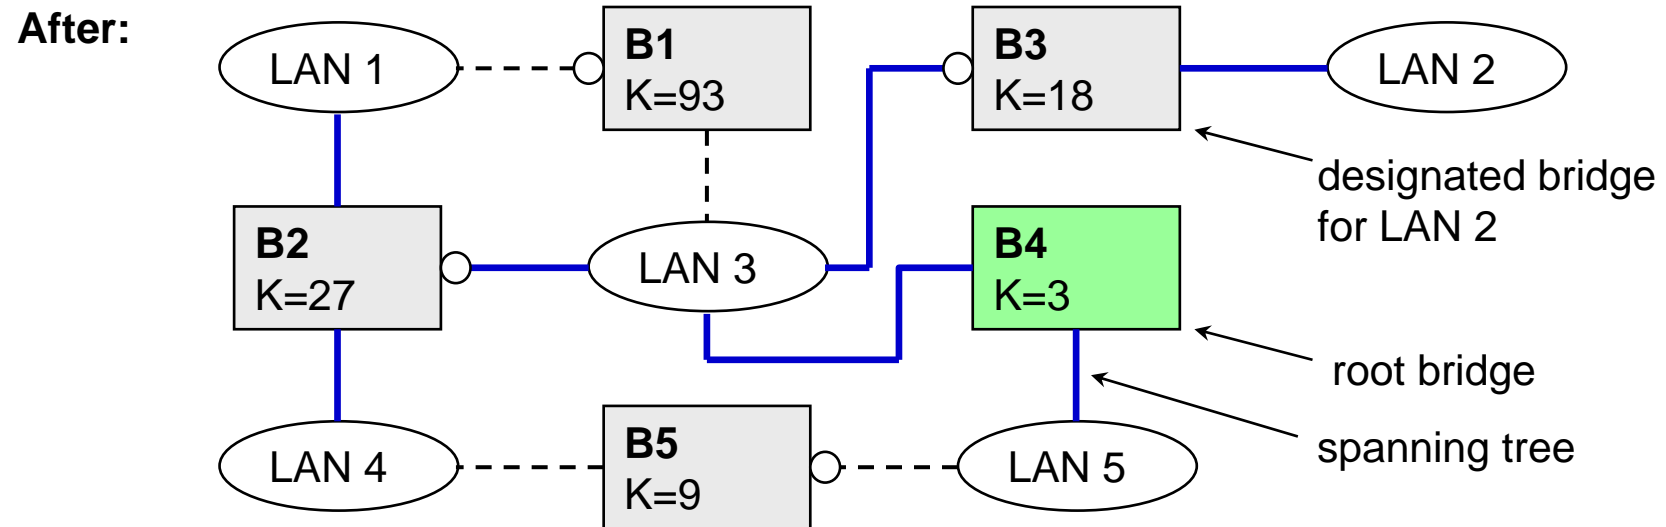 After:
LAN 1
B1
K=93
B3
K=18
LAN 2
designated bridge
for LAN 2
B2
K=27
LAN 3
B4
K=3
root bridge
spanning tree
LAN 4
B5
K=9
LAN 5